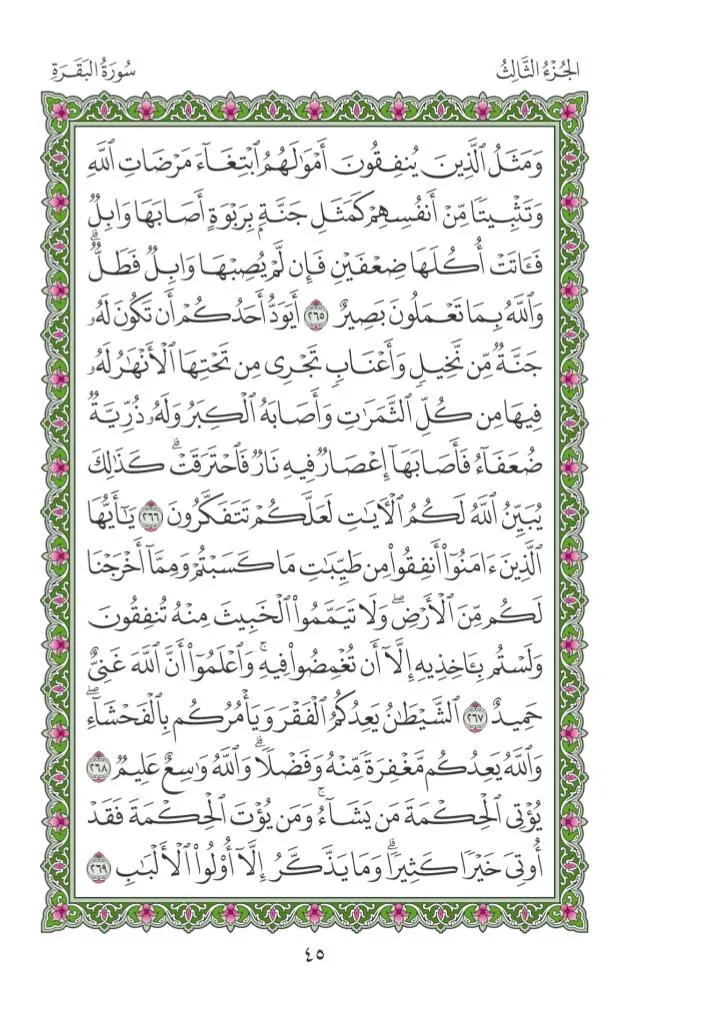 الجُزْءُ الثَّالِثُ
سُورَةُ البَقَرَةِ
وَمَثَلُ ٱلَّذِينَ يُنفِقُونَ أَمْوَٰلَهُمُ ٱبْتِغَآءَ مَرْضَاتِ ٱللَّهِ
وَتَثْبِيتًا مِّنْ أَنفُسِهِمْ كَمَثَلِ جَنَّةٍۭ بِرَبْوَةٍ أَصَابَهَا وَابِلٌ
فَـَٔاتَتْ أُكُلَهَا ضِعْفَيْنِ فَإِن لَّمْ يُصِبْهَا وَابِلٌ فَطَلٌّ ۗ
وَٱللَّهُ بِمَا تَعْمَلُونَ بَصِيرٌ ٢٦٥ أَيَوَدُّ أَحَدُكُمْ أَن تَكُونَ لَهُۥ
جَنَّةٌ مِّن نَّخِيلٍ وَأَعْنَابٍ تَجْرِى مِن تَحْتِهَا ٱلْأَنْهَٰرُ لَهُۥ
فِيهَا مِن كُلِّ ٱلثَّمَرَٰتِ وَأَصَابَهُ ٱلْكِبَرُ وَلَهُۥ ذُرِّيَّةٌ
ضُعَفَآءُ فَأَصَابَهَآ إِعْصَارٌ فِيهِ نَارٌ فَٱحْتَرَقَتْ ۗ كَذَٰلِكَ
يُبَيِّنُ ٱللَّهُ لَكُمُ ٱلْـَٔايَٰتِ لَعَلَّكُمْ تَتَفَكَّرُونَ ٢٦٦ يَٰٓأَيُّهَا
ٱلَّذِينَ ءَامَنُوٓا۟ أَنفِقُوا۟ مِن طَيِّبَٰتِ مَا كَسَبْتُمْ وَمِمَّآ أَخْرَجْنَا
لَكُم مِّنَ ٱلْأَرْضِ ۖ وَلَا تَيَمَّمُوا۟ ٱلْخَبِيثَ مِنْهُ تُنفِقُونَ
وَلَسْتُم بِـَٔاخِذِيهِ إِلَّآ أَن تُغْمِضُوا۟ فِيهِ ۚ وَٱعْلَمُوٓا۟ أَنَّ ٱللَّهَ غَنِىٌّ
حَمِيدٌ ٢٦٧ ٱلشَّيْطَٰنُ يَعِدُكُمُ ٱلْفَقْرَ وَيَأْمُرُكُم بِٱلْفَحْشَآءِ ۖ
وَٱللَّهُ يَعِدُكُم مَّغْفِرَةً مِّنْهُ وَفَضْلًا ۗ وَٱللَّهُ وَٰسِعٌ عَلِيمٌ ٢٦٨
يُؤْتِى ٱلْحِكْمَةَ مَن يَشَآءُ ۚ وَمَن يُؤْتَ ٱلْحِكْمَةَ فَقَدْ
أُوتِىَ خَيْرًا كَثِيرًا ۗ وَمَا يَذَّكَّرُ إِلَّآ أُو۟لُوا۟ ٱلْأَلْبَٰبِ ٢٦٩
٤٥